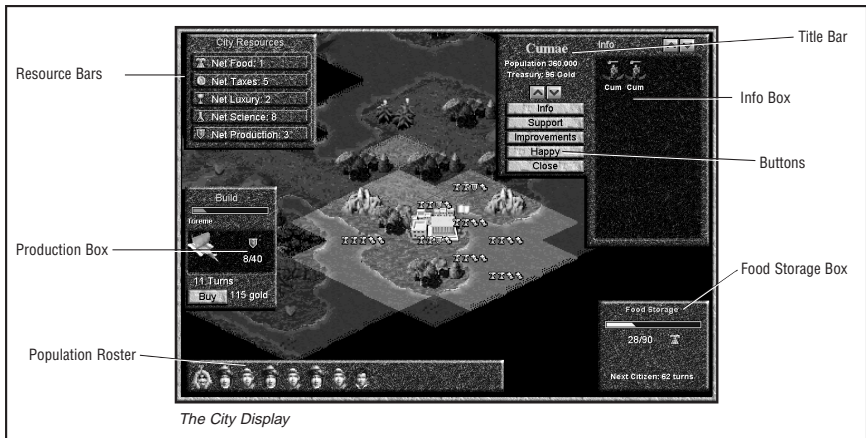 City Resources
Net Food: 1
Net Taxes: 5
Net Luxury: 2
Net Science: 8
Net Production: 3
Cumae
Population 360,000
Treasury: 96 Gold
Info
Support
Improvements
Happy
Close
Info
Cum Cum
Title Bar
Info Box
Buttons
Resource Bars
Build
Toreme
8/40
11 Turns
Buy 115 gold
Production Box
Food Storage
28/90
Next Citizen: 62 turns
Food Storage Box
Population Roster
The City Display